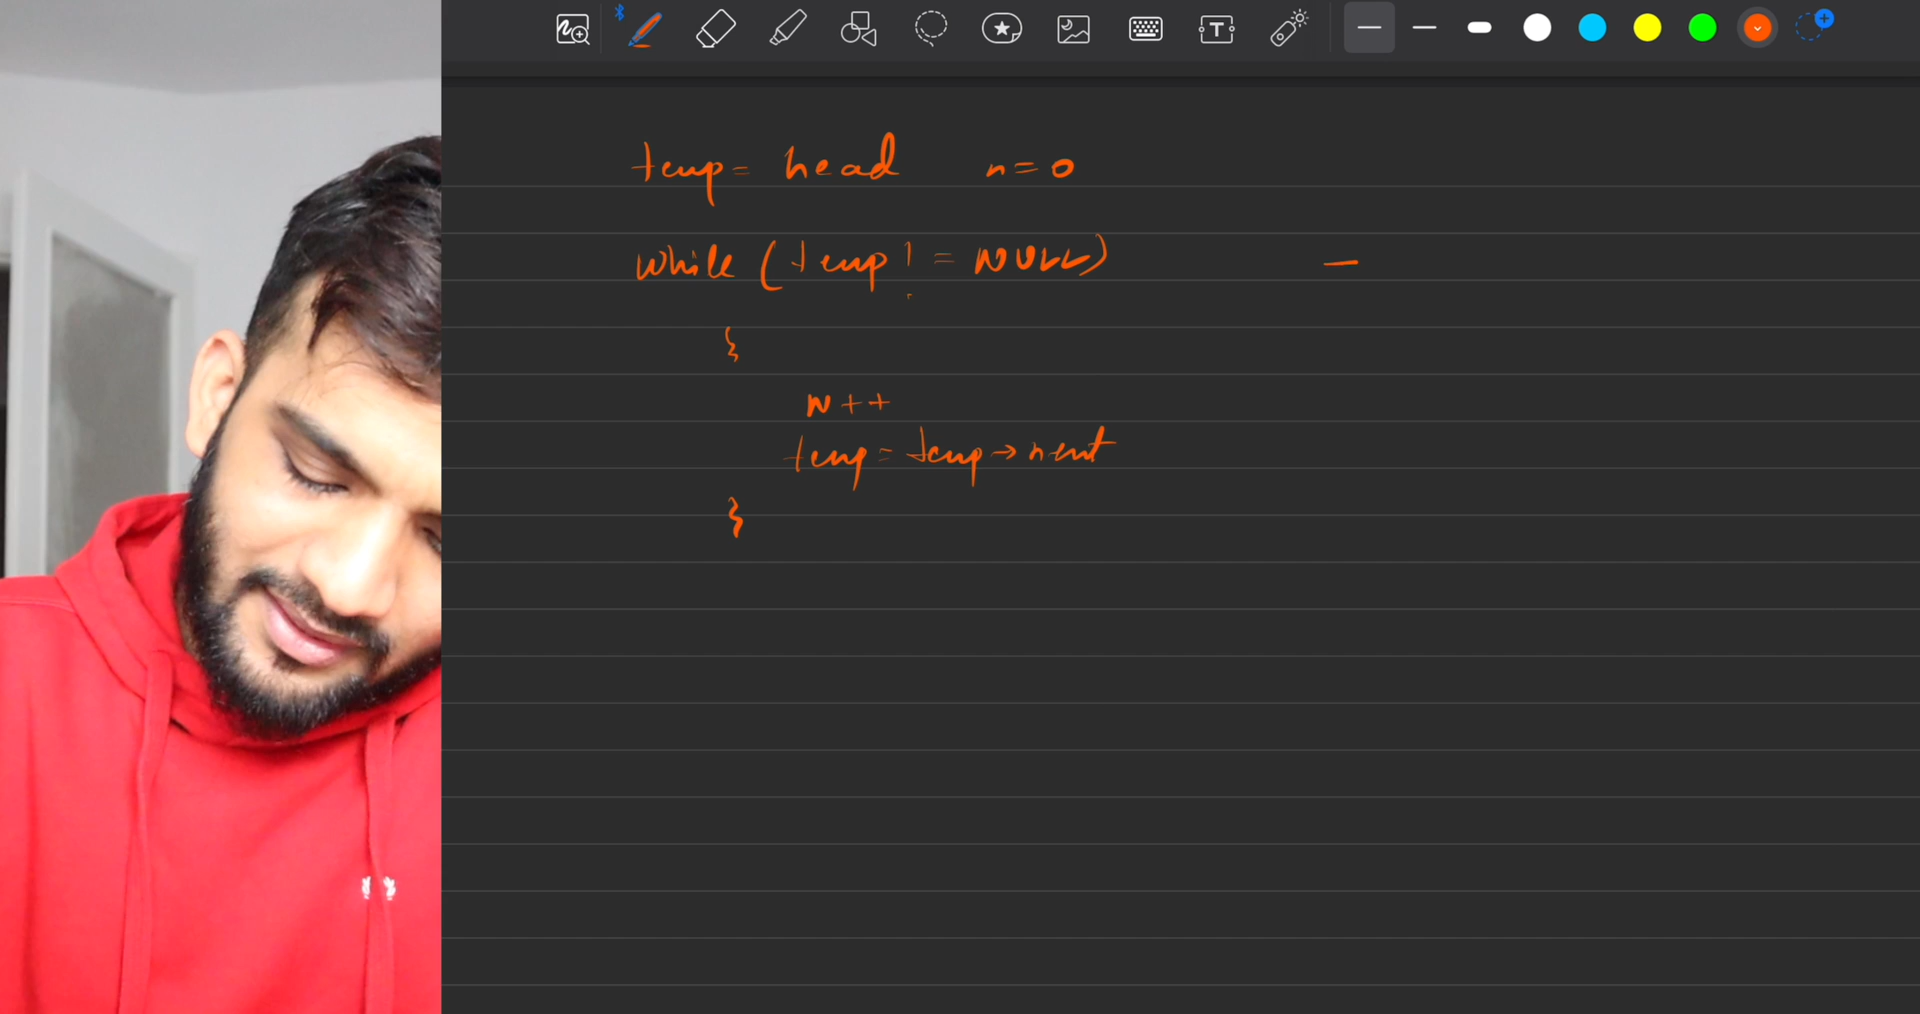 temp = head n = 0
while (temp != NULL)
{
n++
temp = temp → next
}